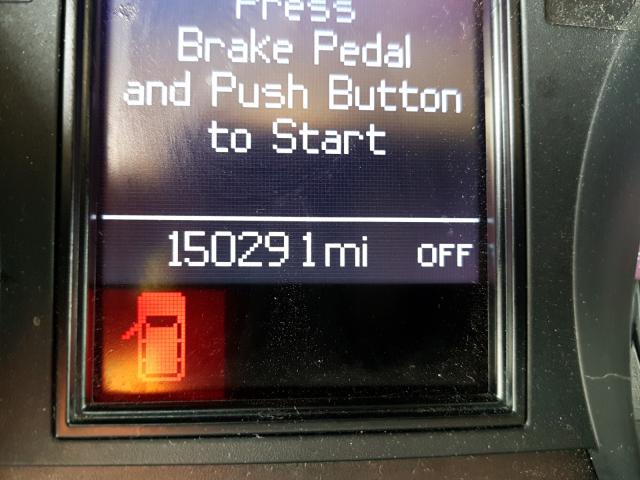 Press
Brake Pedal
and Push Button
to Start
150291mi OFF